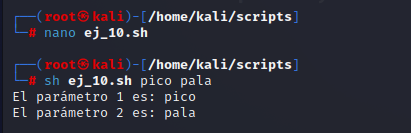 ┌──(root㉿kali)-[/home/kali/scripts]
└─# nano ej_10.sh
┌──(root㉿kali)-[/home/kali/scripts]
└─# sh ej_10.sh pico pala
El parámetro 1 es: pico
El parámetro 2 es: pala